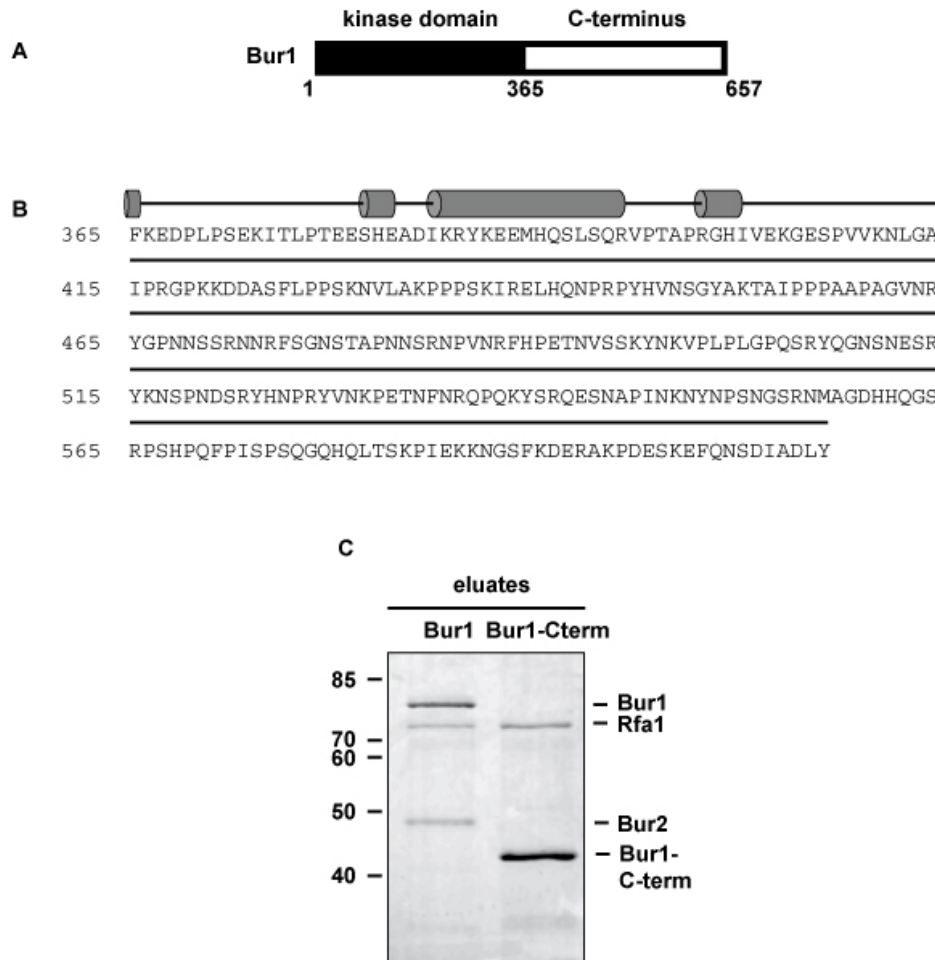 kinase domain C-terminus
A Bur1
1 365 657
B
365 FKEDPLPSEKITLPTEESHEADIKRYKEEMHQSLSQRVPTAPRGHIVEKGESPVVKNLGA
415 IPRGPKKDDASFLPPSKNVLAKPPPSKIRELHQNPRPYHVNSGYAKTAIPPPAAPAGVNR
465 YGPNNSSRNNRFSGNSTAPNNSRNPVNRFHPETNVSSKYNKVPLPLGPQSRYQGNSNESR
515 YKNSPNDSRYHNPRYVNKPETNFNRQPQKYSRQESNAPINKNYNPSNGSRNMAGDHHQGS
565 RPSHPQFPISPSQGQHQLTSKPIEKKNGSFKDERAKPDESKEFQNSDIADLY
C
eluates
Bur1 Bur1-Cterm
85
Bur1
Rfa1
70
60
50
Bur2
Bur1-
C-term
40